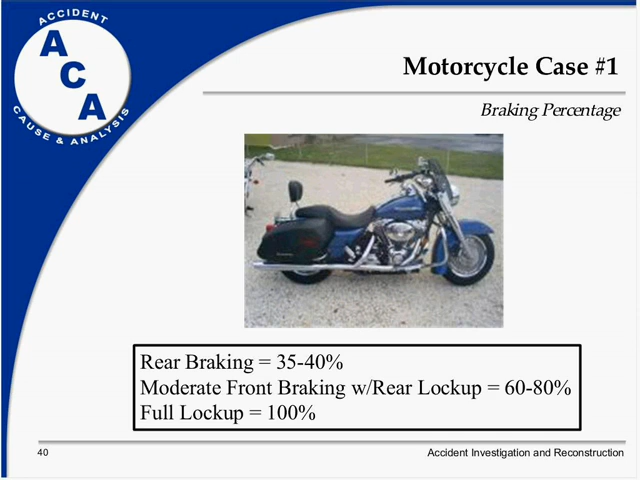 ACCIDENT
A
C
A
CAUSE & ANALYSIS
Motorcycle Case #1
Braking Percentage
Rear Braking = 35-40%
Moderate Front Braking w/Rear Lockup = 60-80%
Full Lockup = 100%
40
Accident Investigation and Reconstruction